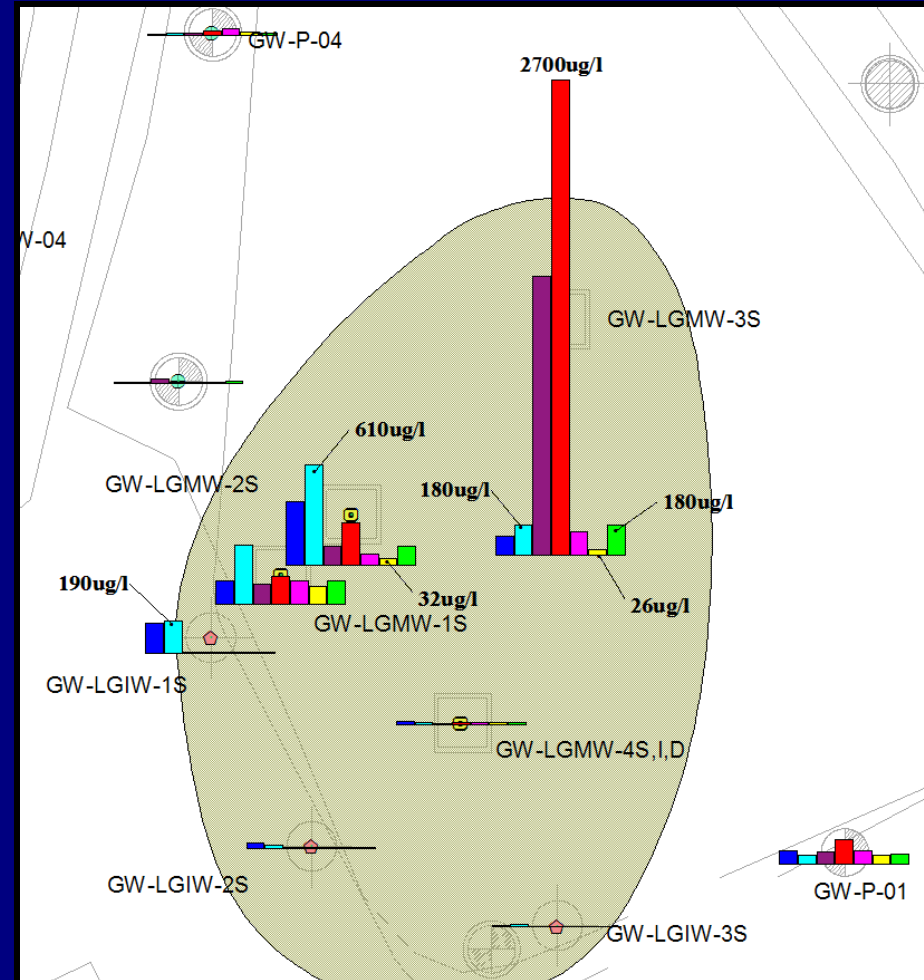 GW-P-04
2700ug/l
W-04
GW-LGMW-3S
610ug/l
GW-LGMW-2S
180ug/l
180ug/l
190ug/l
32ug/l
26ug/l
GW-LGMW-1S
GW-LGIW-1S
GW-LGMW-4S,I,D
GW-LGIW-2S
GW-P-01
GW-LGIW-3S